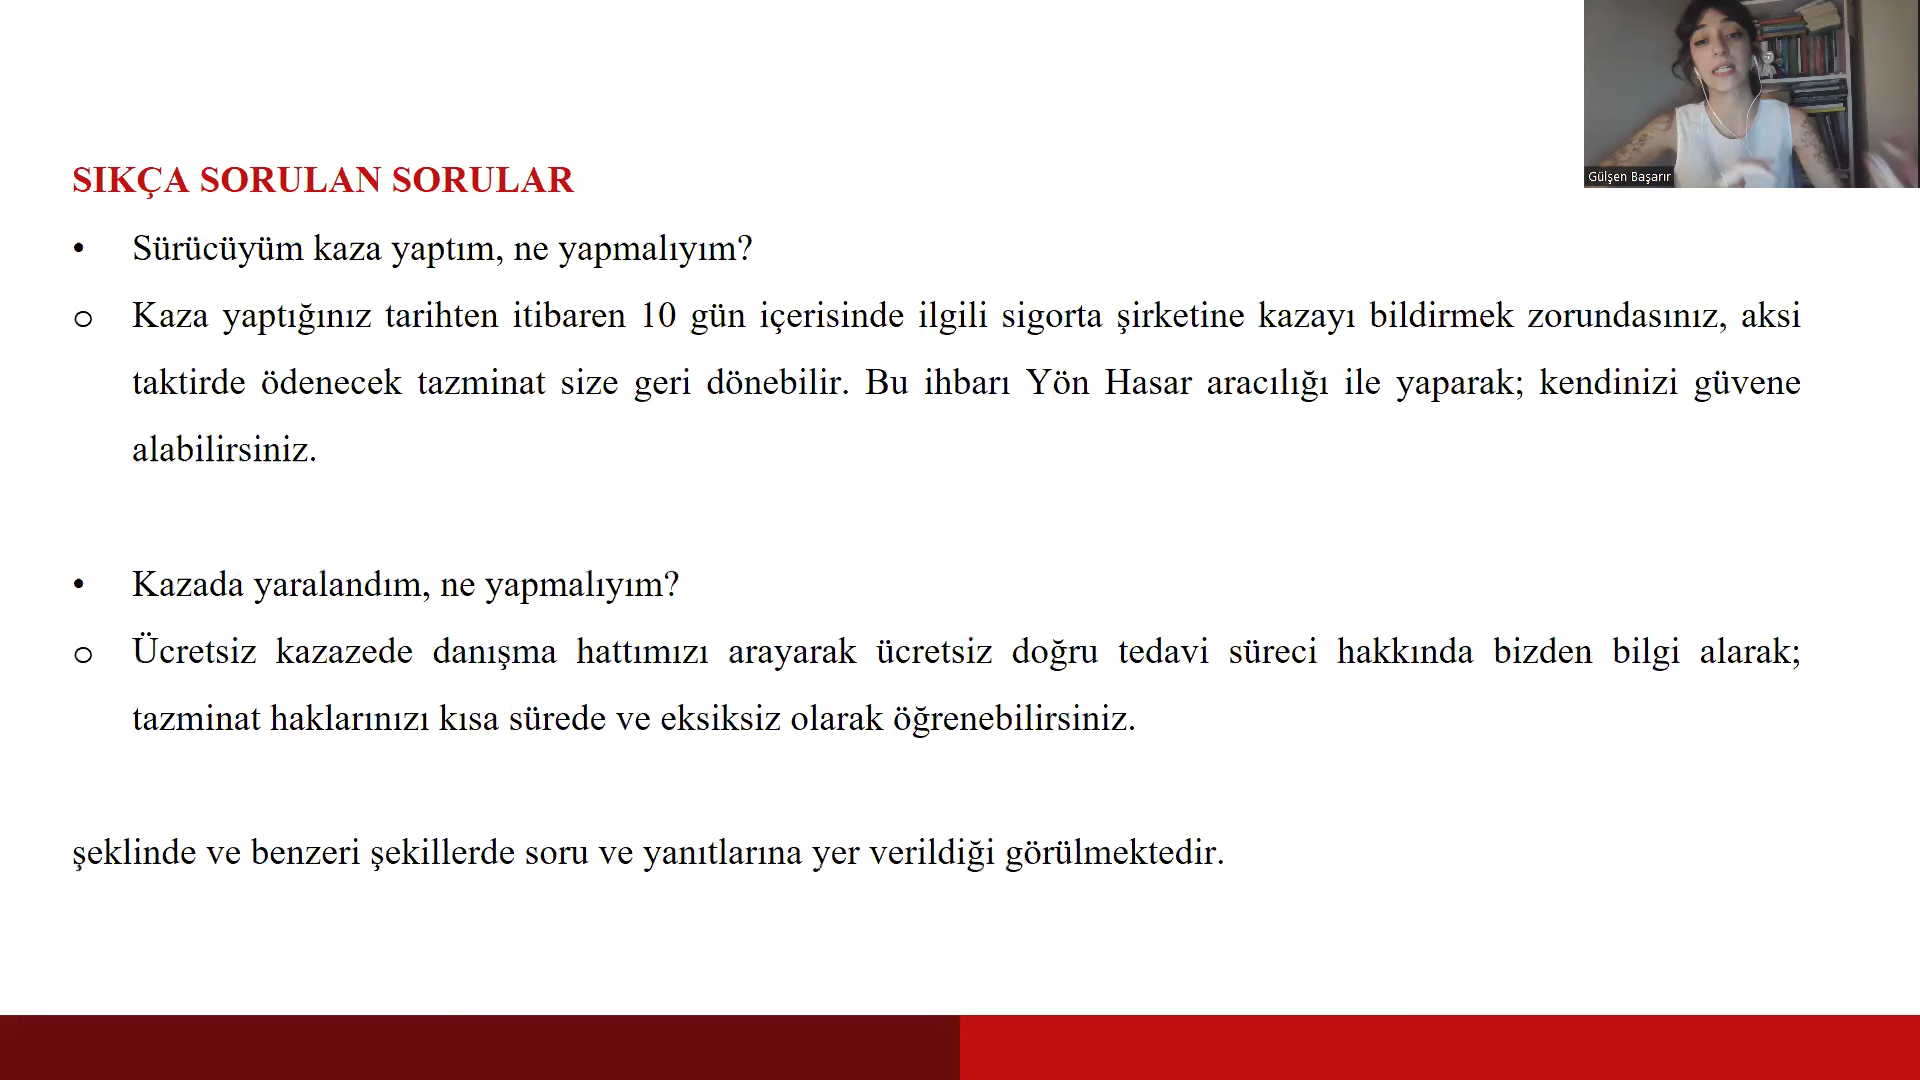 SIKÇA SORULAN SORULAR
• Sürücüyüm kaza yaptım, ne yapmalıyım?
o Kaza yaptığınız tarihten itibaren 10 gün içerisinde ilgili sigorta şirketine kazayı bildirmek zorundasınız, aksi
taktirde ödenecek tazminat size geri dönebilir. Bu ihbarı Yön Hasar aracılığı ile yaparak; kendinizi güvene
alabilirsiniz.
• Kazada yaralandım, ne yapmalıyım?
o Ücretsiz kazazede danışma hattımızı arayarak ücretsiz doğru tedavi süreci hakkında bizden bilgi alarak;
tazminat haklarınızı kısa sürede ve eksiksiz olarak öğrenebilirsiniz.
şeklinde ve benzeri şekillerde soru ve yanıtlarına yer verildiği görülmektedir.
Gülşen Başarır